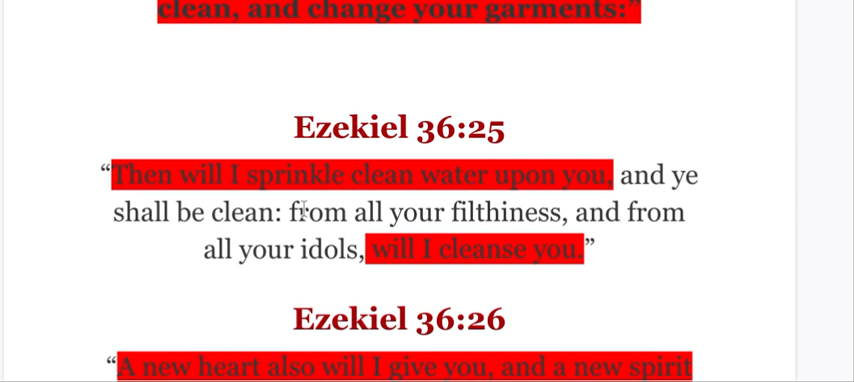 clean, and change your garments:”
Ezekiel 36:25
“Then will I sprinkle clean water upon you, and ye
shall be clean: from all your filthiness, and from
all your idols, will I cleanse you.”
Ezekiel 36:26
“A new heart also will I give you, and a new spirit